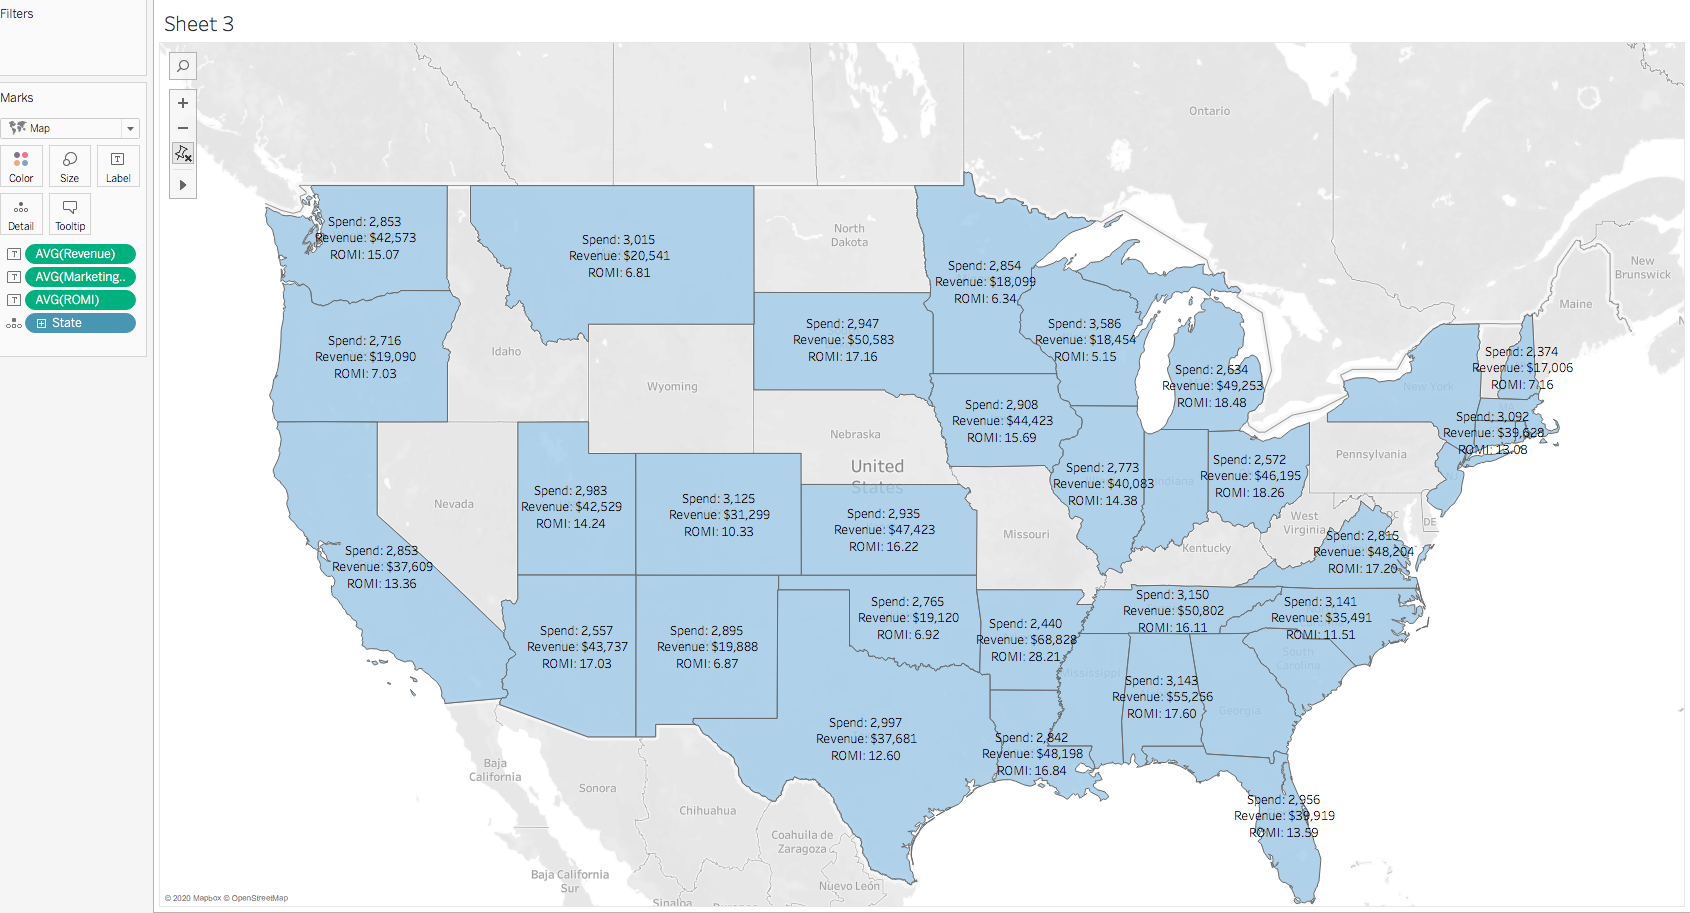 Filters
Marks
Map
Color
Size
Label
Detail
Tooltip
AVG(Revenue)
AVG(Marketing..
AVG(ROMI)
State
Sheet 3
Ontario
New
Brunswick
Maine
North
Dakota
Idaho
Wyoming
Nebraska
United
States
Nevada
Missouri
Pennsylvania
New York
West
Virginia
DC
DE
Kentucky
Indiana
Mississippi
Georgia
South
Carolina
Baja
California
Sonora
Chihuahua
Coahuila de
Zaragoza
Baja California
Sur
Sinaloa
Durango
Nuevo León
Spend: 2,853
Revenue: $42,573
ROMI: 15.07
Spend: 3,015
Revenue: $20,541
ROMI: 6.81
Spend: 2,854
Revenue: $18,099
ROMI: 6.34
Spend: 2,716
Revenue: $19,090
ROMI: 7.03
Spend: 2,947
Revenue: $50,583
ROMI: 17.16
Spend: 3,586
Revenue: $18,454
ROMI: 5.15
Spend: 2,634
Revenue: $49,253
ROMI: 18.48
Spend: 2,374
Revenue: $17,006
ROMI: 7.16
Spend: 3,092
Revenue: $39,628
ROMI: 13.08
Spend: 2,908
Revenue: $44,423
ROMI: 15.69
Spend: 2,773
Revenue: $40,083
ROMI: 14.38
Spend: 2,572
Revenue: $46,195
ROMI: 18.26
Spend: 2,983
Revenue: $42,529
ROMI: 14.24
Spend: 3,125
Revenue: $31,299
ROMI: 10.33
Spend: 2,935
Revenue: $47,423
ROMI: 16.22
Spend: 2,815
Revenue: $48,204
ROMI: 17.20
Spend: 2,853
Revenue: $37,609
ROMI: 13.36
Spend: 2,765
Revenue: $19,120
ROMI: 6.92
Spend: 2,440
Revenue: $68,828
ROMI: 28.21
Spend: 3,150
Revenue: $50,802
ROMI: 16.11
Spend: 3,141
Revenue: $35,491
ROMI: 11.51
Spend: 2,557
Revenue: $43,737
ROMI: 17.03
Spend: 2,895
Revenue: $19,888
ROMI: 6.87
Spend: 3,143
Revenue: $55,256
ROMI: 17.60
Spend: 2,997
Revenue: $37,681
ROMI: 12.60
Spend: 2,842
Revenue: $48,198
ROMI: 16.84
Spend: 2,956
Revenue: $39,919
ROMI: 13.59
© 2020 Mapbox © OpenStreetMap